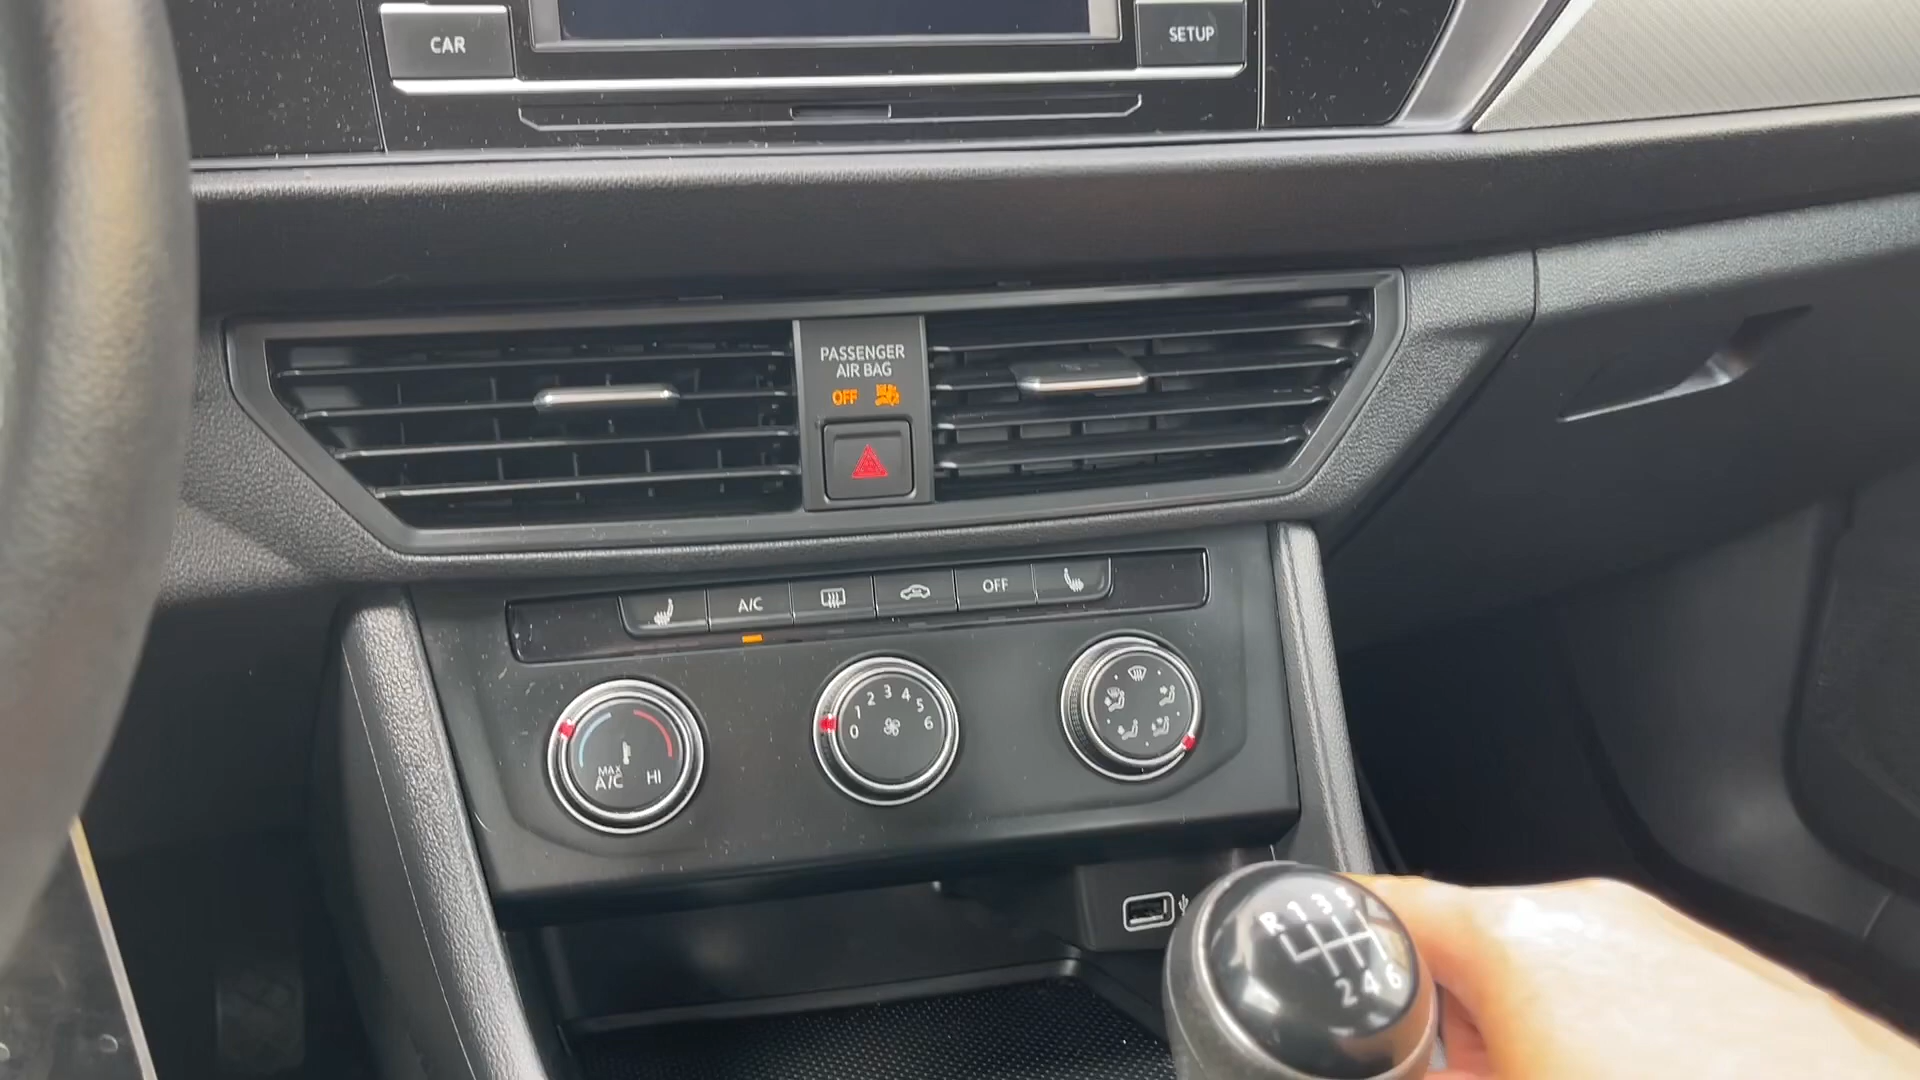 CAR
SETUP
PASSENGER
AIR BAG
OFF
A/C
OFF
MAX
A/C
HI
0 1 2 3 4 5 6
R 1 3 5
2 4 6